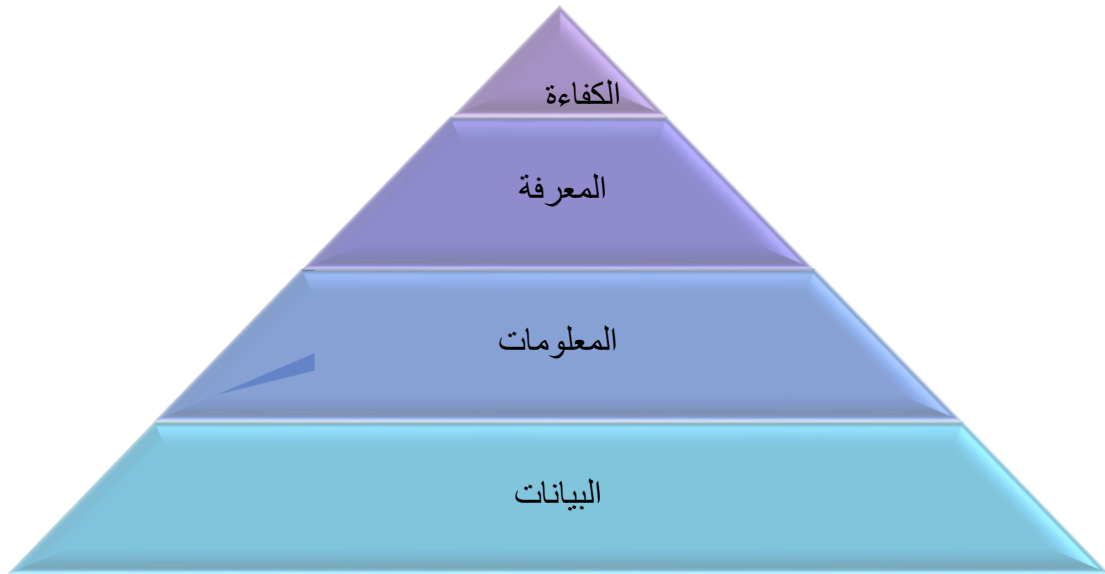 الكفاءة
المعرفة
المعلومات
البيانات